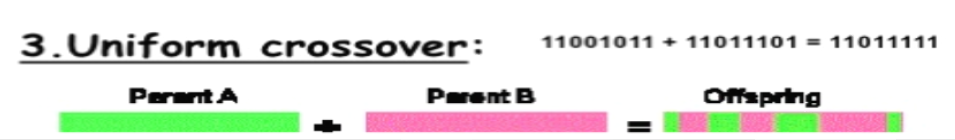 3.Uniform crossover: 11001011 + 11011101 = 11011111
Parent A Parent B Offspring
+ =